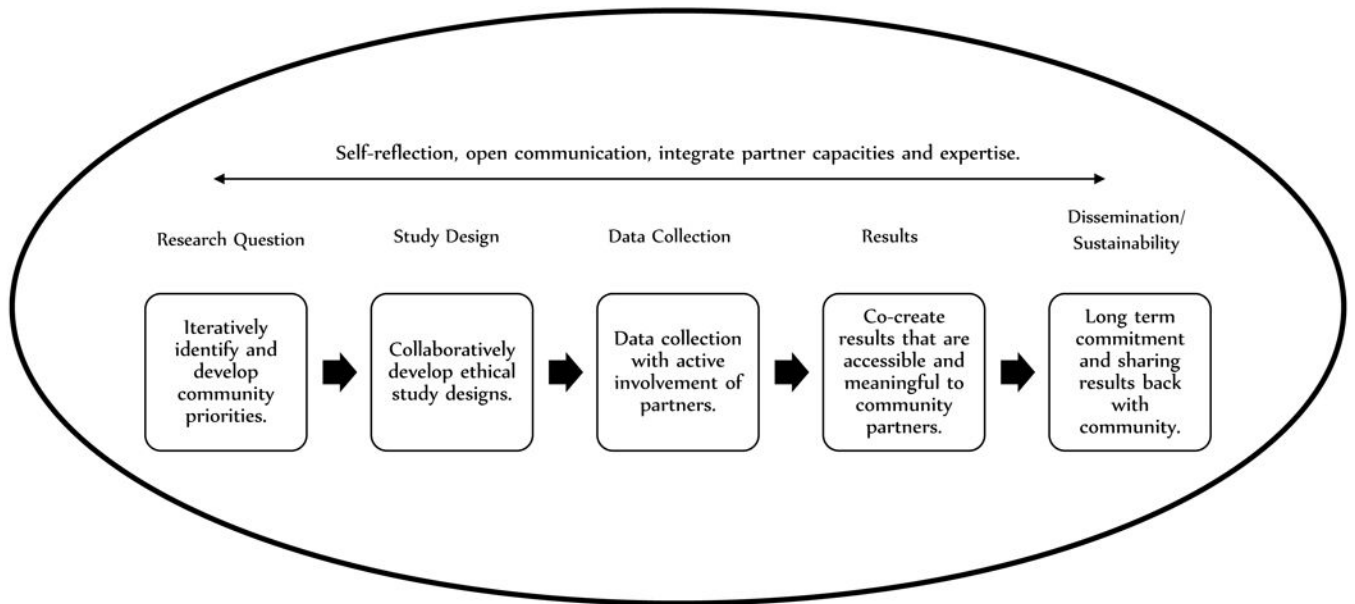 Self-reflection, open communication, integrate partner capacities and expertise.
Research Question
Study Design
Data Collection
Results
Dissemination/
Sustainability
Iteratively
identify and
develop
community
priorities.
Collaboratively
develop ethical
study designs.
Data collection
with active
involvement of
partners.
Co-create
results that are
accessible and
meaningful to
community
partners.
Long term
commitment
and sharing
results back
with
community.